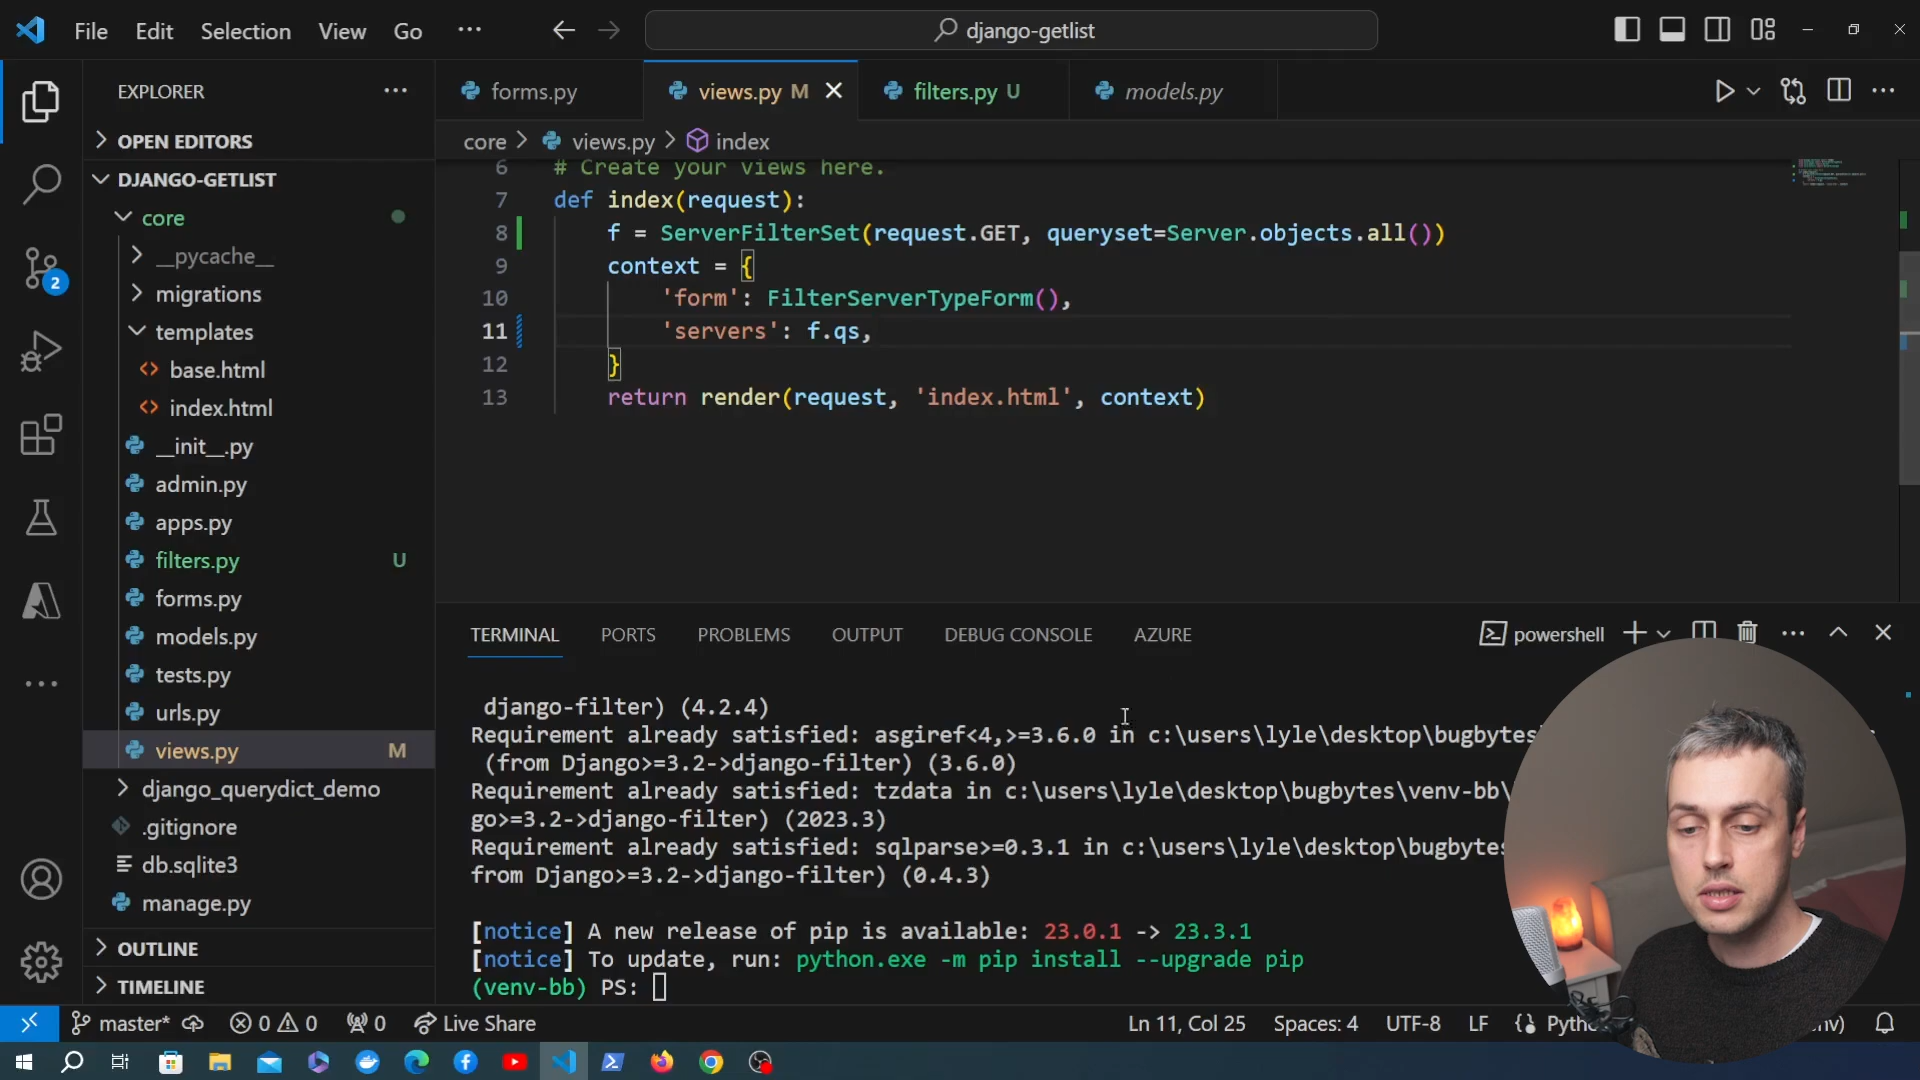 File Edit Selection View Go ··· django-getlist
EXPLORER ···
OPEN EDITORS
DJANGO-GETLIST
core
__pycache__
migrations
templates
base.html
index.html
__init__.py
admin.py
apps.py
filters.py U
forms.py
models.py
tests.py
urls.py
views.py M
django_querydict_demo
.gitignore
db.sqlite3
manage.py
OUTLINE
TIMELINE
2
forms.py views.py M filters.py U models.py
core > views.py > index
6 # Create your views here.
7 def index(request):
8 f = ServerFilterSet(request.GET, queryset=Server.objects.all())
9 context = {
10 'form': FilterServerTypeForm(),
11 'servers': f.qs,
12 }
13 return render(request, 'index.html', context)
TERMINAL PORTS PROBLEMS OUTPUT DEBUG CONSOLE AZURE powershell
django-filter) (4.2.4)
Requirement already satisfied: asgiref<4,>=3.6.0 in c:\users\lyle\desktop\bugbytes
(from Django>=3.2->django-filter) (3.6.0)
Requirement already satisfied: tzdata in c:\users\lyle\desktop\bugbytes\venv-bb\
go>=3.2->django-filter) (2023.3)
Requirement already satisfied: sqlparse>=0.3.1 in c:\users\lyle\desktop\bugbytes
from Django>=3.2->django-filter) (0.4.3)
[notice] A new release of pip is available: 23.0.1 -> 23.3.1
[notice] To update, run: python.exe -m pip install --upgrade pip
(venv-bb) PS:
master* 0 0 0 Live Share Ln 11, Col 25 Spaces: 4 UTF-8 LF